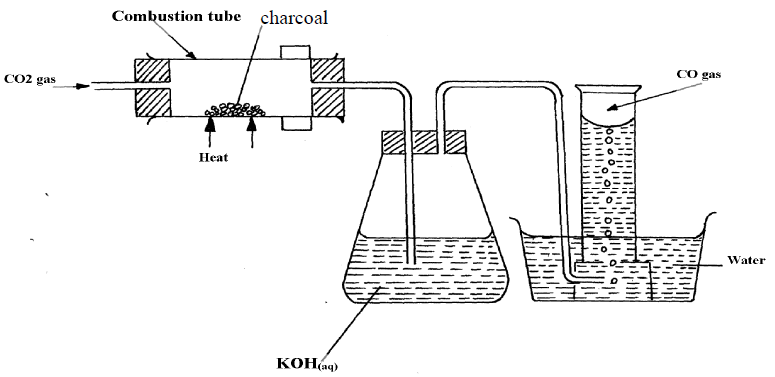 Combustion tube
charcoal
CO2 gas
CO gas
Heat
Water
KOH(aq)